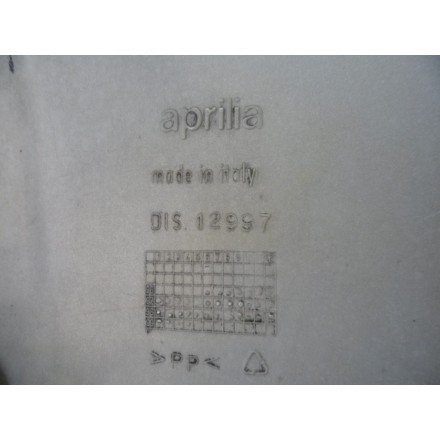 aprilia
made in italy
DIS. 12997
>PP<